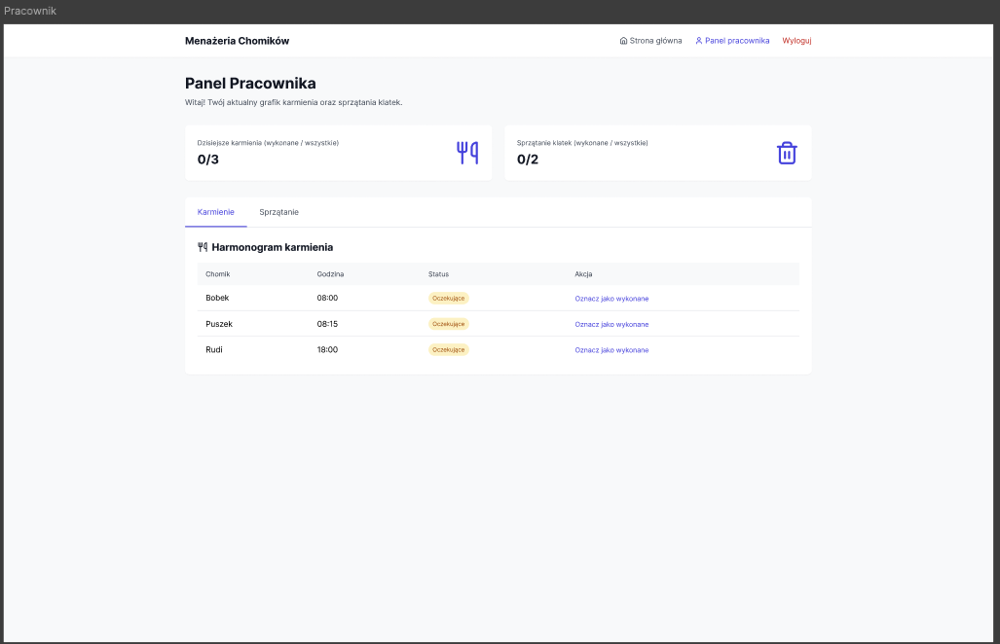 Pracownik
Menażeria Chomików
Strona główna Panel pracownika Wyloguj
Panel Pracownika
Witaj! Twój aktualny grafik karmienia oraz sprzątania klatek.
Dzisiejsze karmienia (wykonane / wszystkie)
0/3
Sprzątanie klatek (wykonane / wszystkie)
0/2
Karmienie Sprzątanie
Harmonogram karmienia
Chomik Godzina Status Akcja
Bobek 08:00 Oczekujące Oznacz jako wykonane
Puszek 08:15 Oczekujące Oznacz jako wykonane
Rudi 18:00 Oczekujące Oznacz jako wykonane